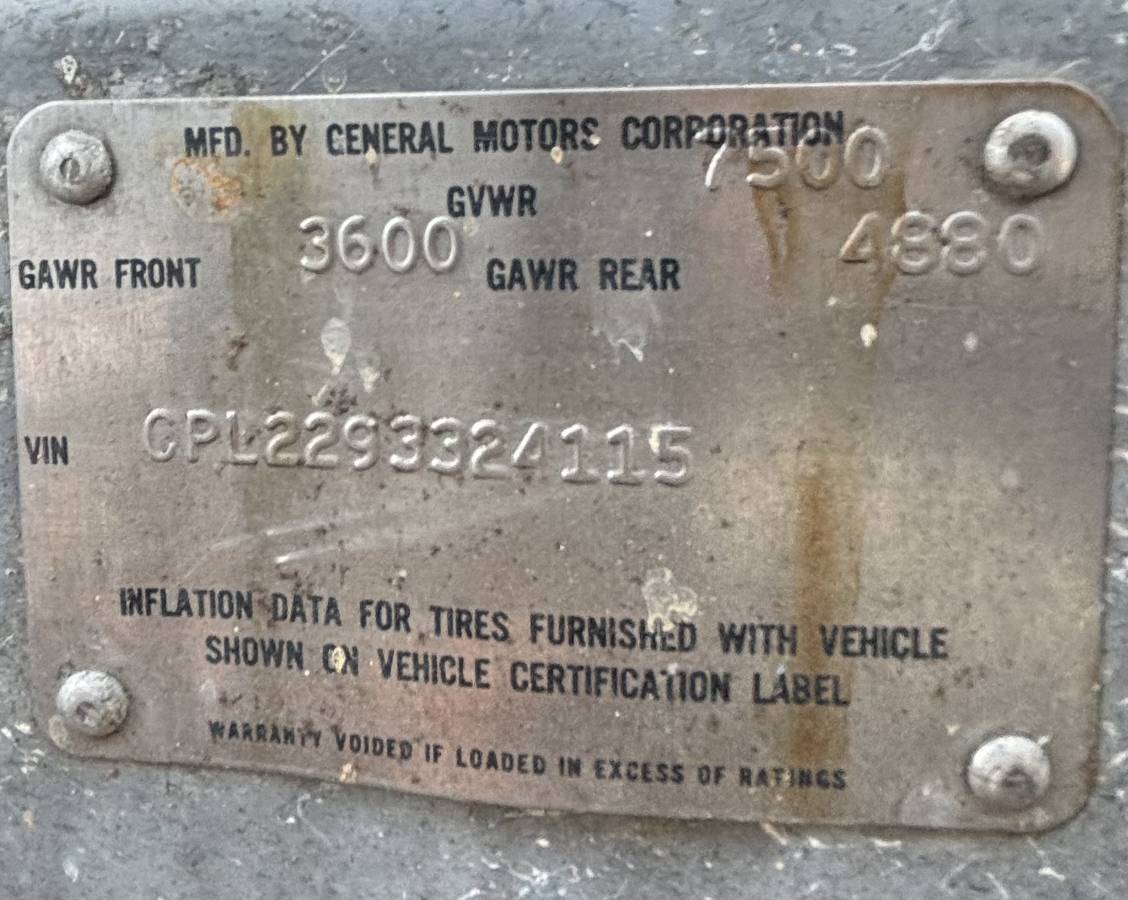 MFD. BY GENERAL MOTORS CORPORATION
GVWR 7500
GAWR FRONT 3600 GAWR REAR 4880
VIN CPL2293324115
INFLATION DATA FOR TIRES FURNISHED WITH VEHICLE
SHOWN ON VEHICLE CERTIFICATION LABEL
WARRANTY VOIDED IF LOADED IN EXCESS OF RATINGS